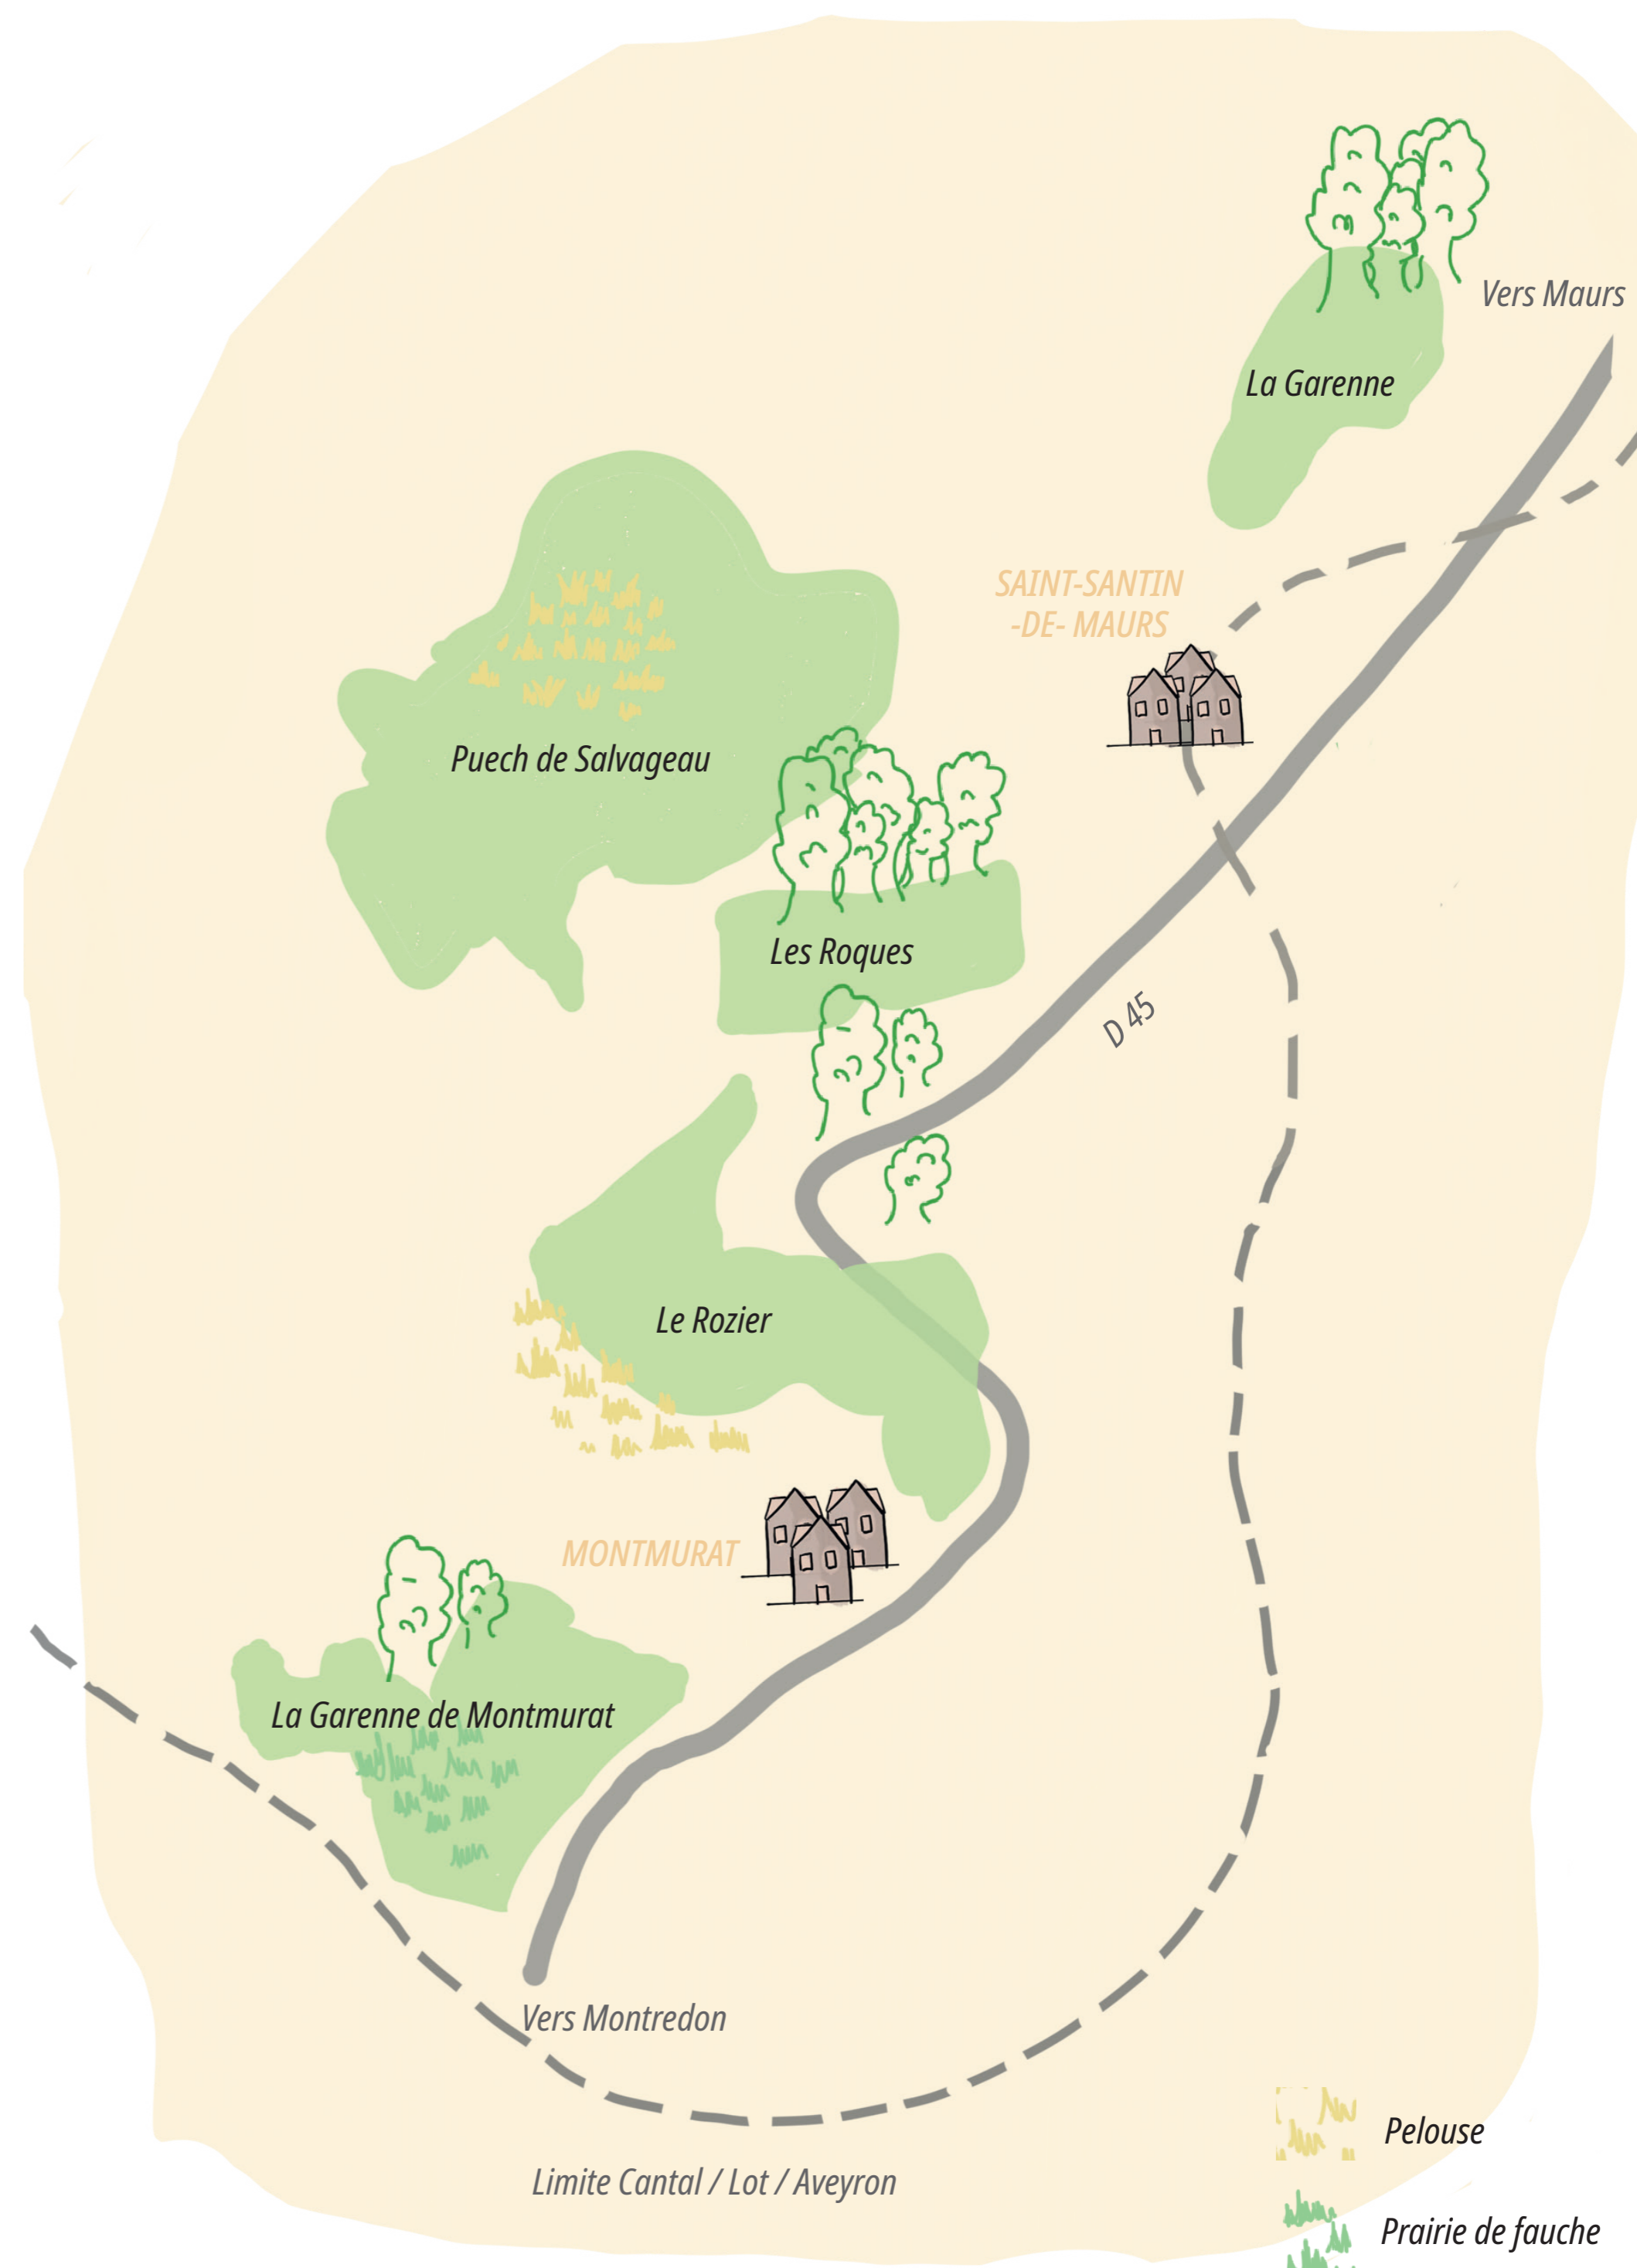 Vers Maurs
La Garenne
SAINT-SANTIN
-DE- MAURS
Puech de Salvageau
Les Roques
D 45
Le Rozier
MONTMURAT
La Garenne de Montmurat
Vers Montredon
Limite Cantal / Lot / Aveyron
Pelouse
Prairie de fauche